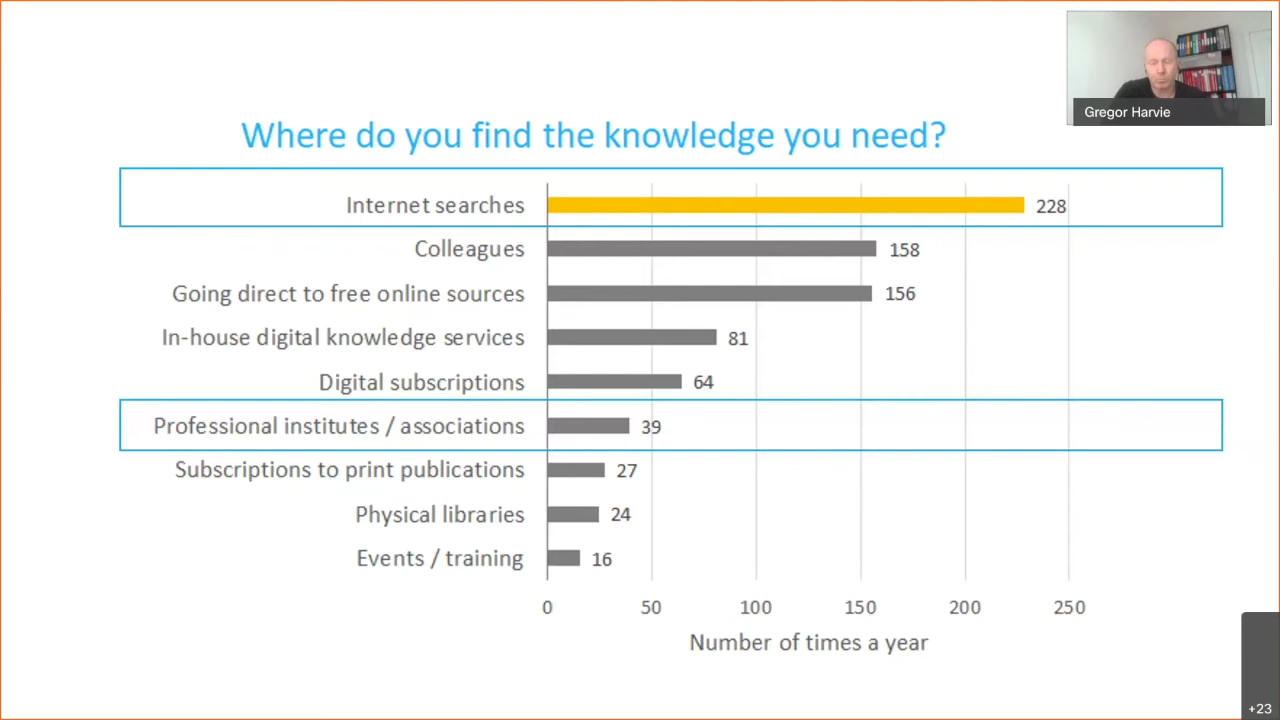 Gregor Harvie
Where do you find the knowledge you need?
Internet searches 228
Colleagues 158
Going direct to free online sources 156
In-house digital knowledge services 81
Digital subscriptions 64
Professional institutes / associations 39
Subscriptions to print publications 27
Physical libraries 24
Events / training 16
0 50 100 150 200 250
Number of times a year
+23